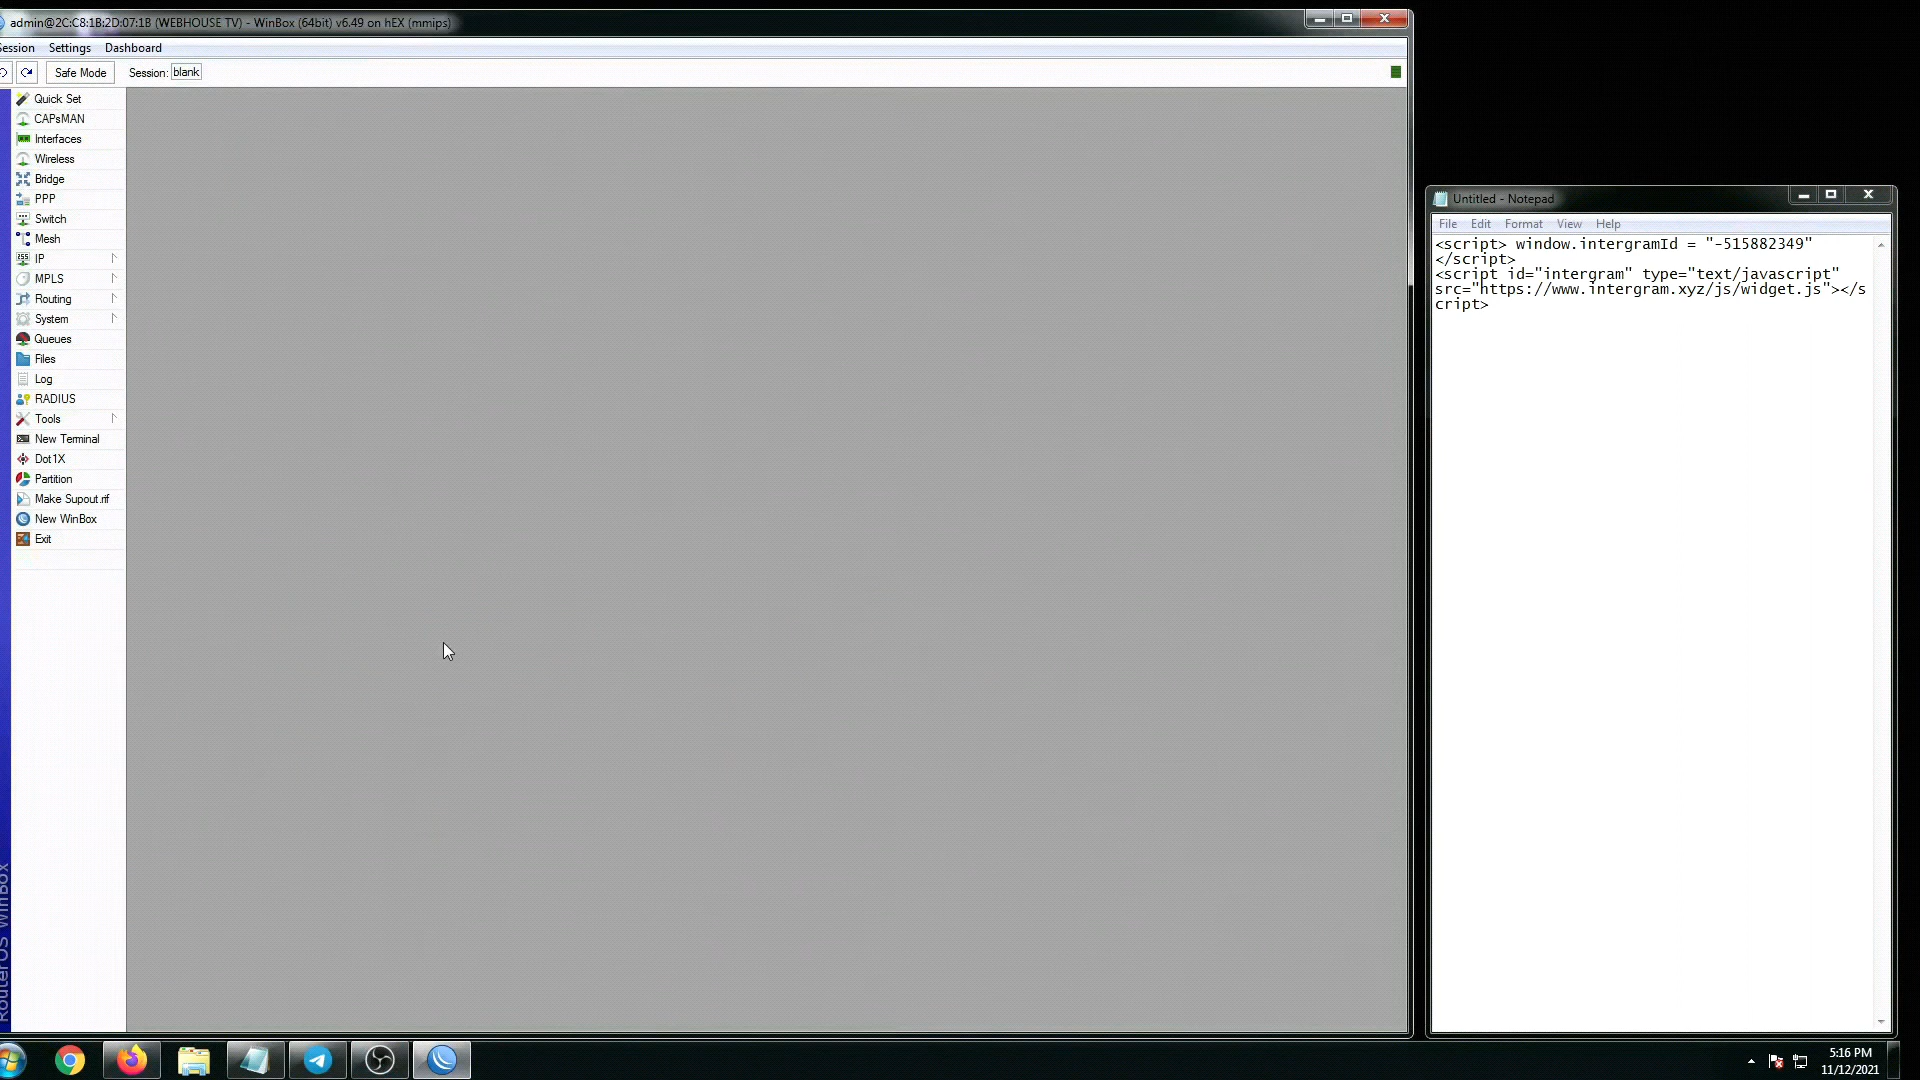 admin@2C:C8:1B:2D:07:1B (WEBHOUSE TV) - WinBox (64bit) v6.49 on hEX (mmips)
Session Settings Dashboard
Safe Mode Session: blank
Quick Set
CAPsMAN
Interfaces
Wireless
Bridge
PPP
Switch
Mesh
IP
MPLS
Routing
System
Queues
Files
Log
RADIUS
Tools
New Terminal
Dot1X
Partition
Make Supout.rif
New WinBox
Exit
RouterOS WinBox
Untitled - Notepad
File Edit Format View Help
<script> window.intergramId = "-515882349"
</script>
<script id="intergram" type="text/javascript"
src="https://www.intergram.xyz/js/widget.js"></s
cript>
5:16 PM
11/12/2021